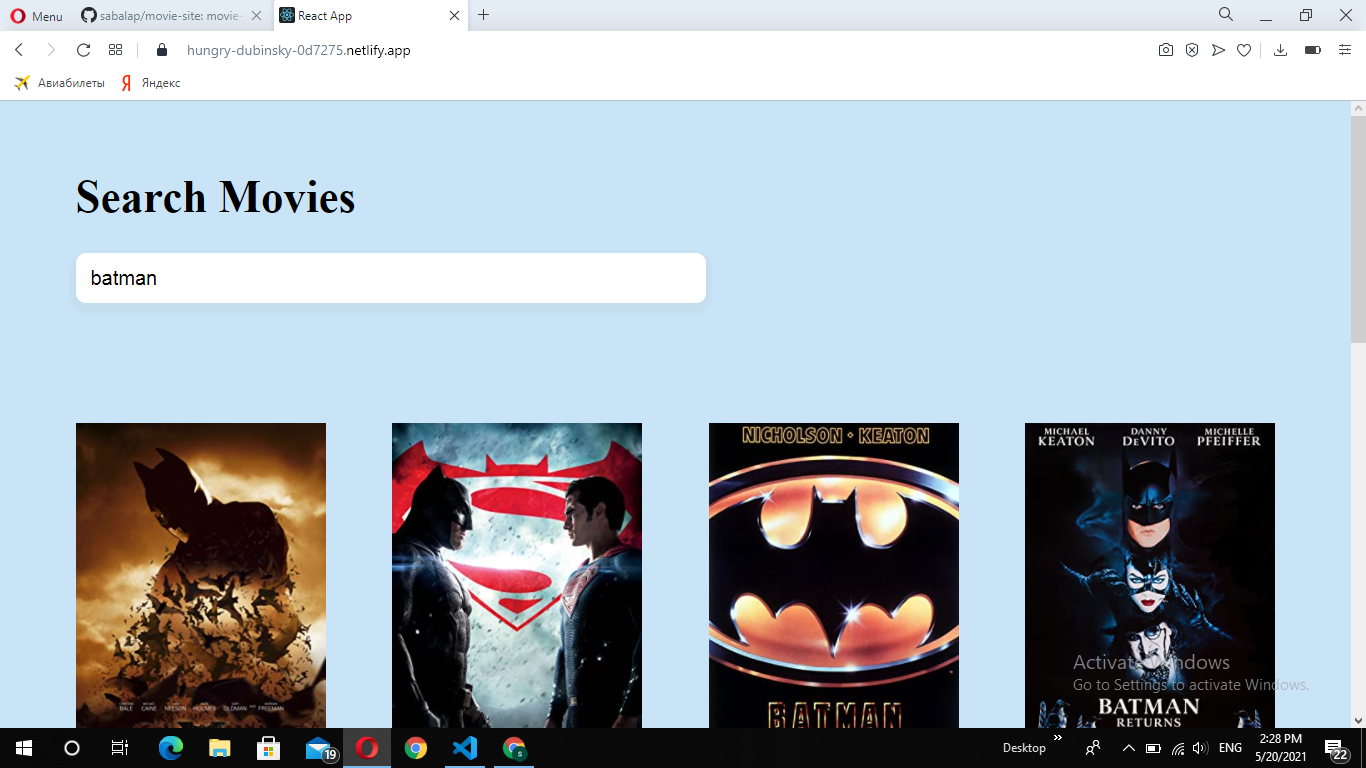 Menu
sabalap/movie-site: movie-
React App
hungry-dubinsky-0d7275.netlify.app
Авиабилеты
Яндекс
Search Movies
batman
NICHOLSON • KEATON
MICHAEL KEATON
DANNY DEVITO
MICHELLE PFEIFFER
BATMAN
BATMAN
RETURNS
Activate Windows
Go to Settings to activate Windows.
19
Desktop
ENG
2:28 PM
5/20/2021
22